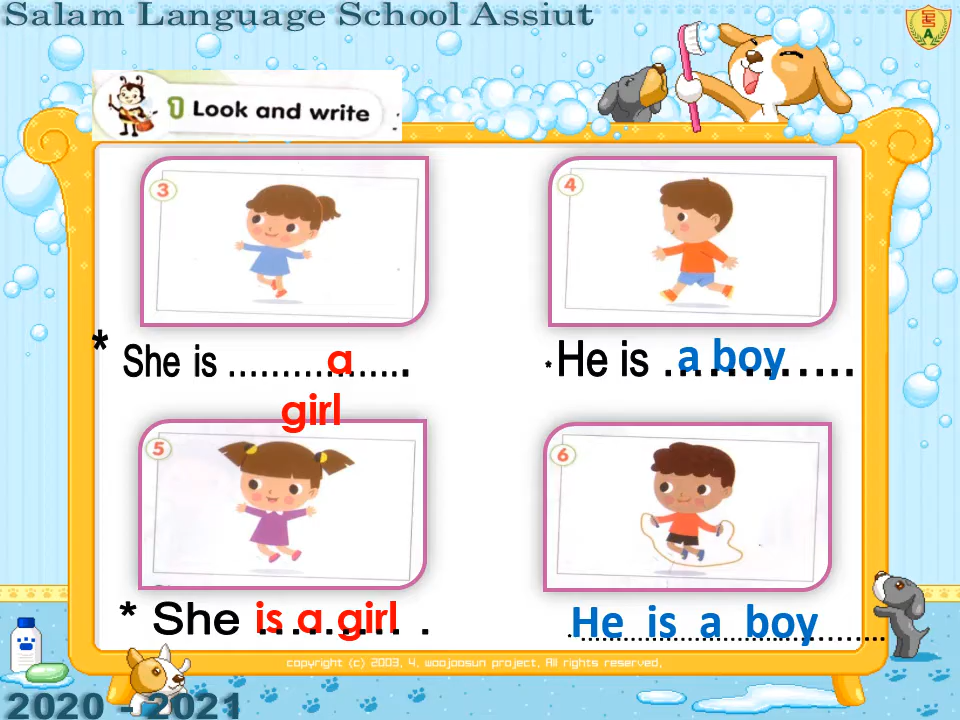 Salam Language School Assiut
A
Look and write
3
4
* She is ................. a
girl
* He is ............. a boy
5
6
* She ......... . is a girl
He is a boy
copyright (c) 2003, 4. woojoosun project, All rights reserved,
2020 - 2021